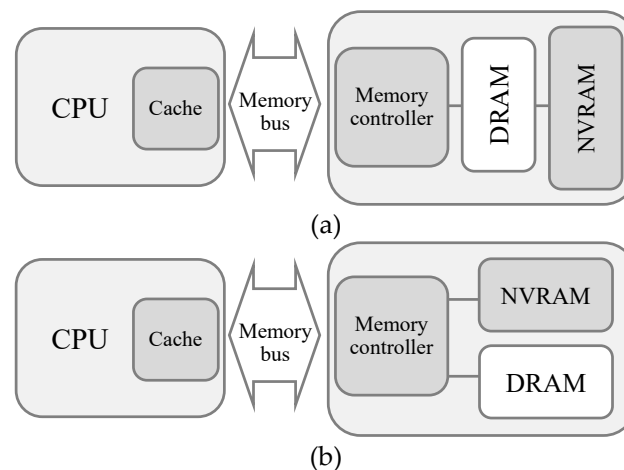 CPU
Cache
Memory
bus
Memory
controller
DRAM
NVRAM
(a)
CPU
Cache
Memory
bus
Memory
controller
NVRAM
DRAM
(b)